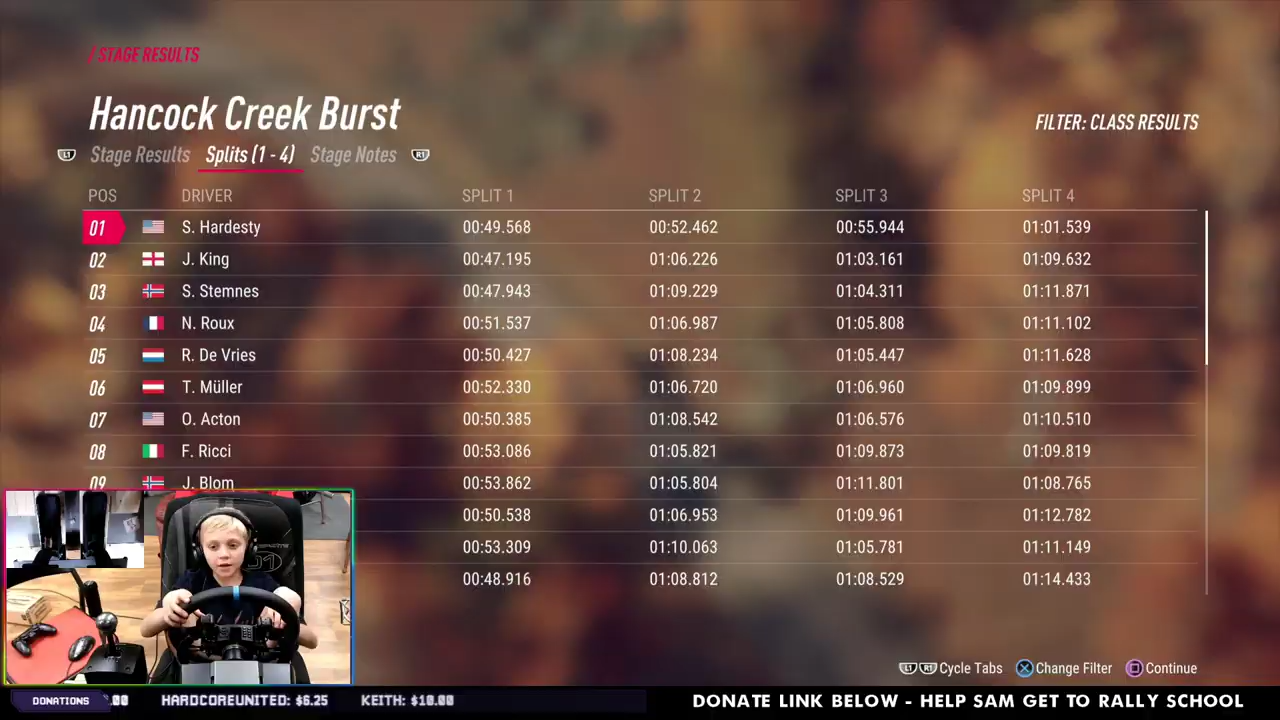 / STAGE RESULTS
Hancock Creek Burst
FILTER: CLASS RESULTS
L1 Stage Results Splits (1 - 4) Stage Notes R1
POS DRIVER SPLIT 1 SPLIT 2 SPLIT 3 SPLIT 4
01 S. Hardesty 00:49.568 00:52.462 00:55.944 01:01.539
02 J. King 00:47.195 01:06.226 01:03.161 01:09.632
03 S. Stemnes 00:47.943 01:09.229 01:04.311 01:11.871
04 N. Roux 00:51.537 01:06.987 01:05.808 01:11.102
05 R. De Vries 00:50.427 01:08.234 01:05.447 01:11.628
06 T. Müller 00:52.330 01:06.720 01:06.960 01:09.899
07 O. Acton 00:50.385 01:08.542 01:06.576 01:10.510
08 F. Ricci 00:53.086 01:05.821 01:09.873 01:09.819
09 J. Blom 00:53.862 01:05.804 01:11.801 01:08.765
00:50.538 01:06.953 01:09.961 01:12.782
00:53.309 01:10.063 01:05.781 01:11.149
00:48.916 01:08.812 01:08.529 01:14.433
L1 R1 Cycle Tabs Change Filter Continue
DONATIONS .00 HARDCOREUNITED: $6.25 KEITH: $10.00 DONATE LINK BELOW - HELP SAM GET TO RALLY SCHOOL